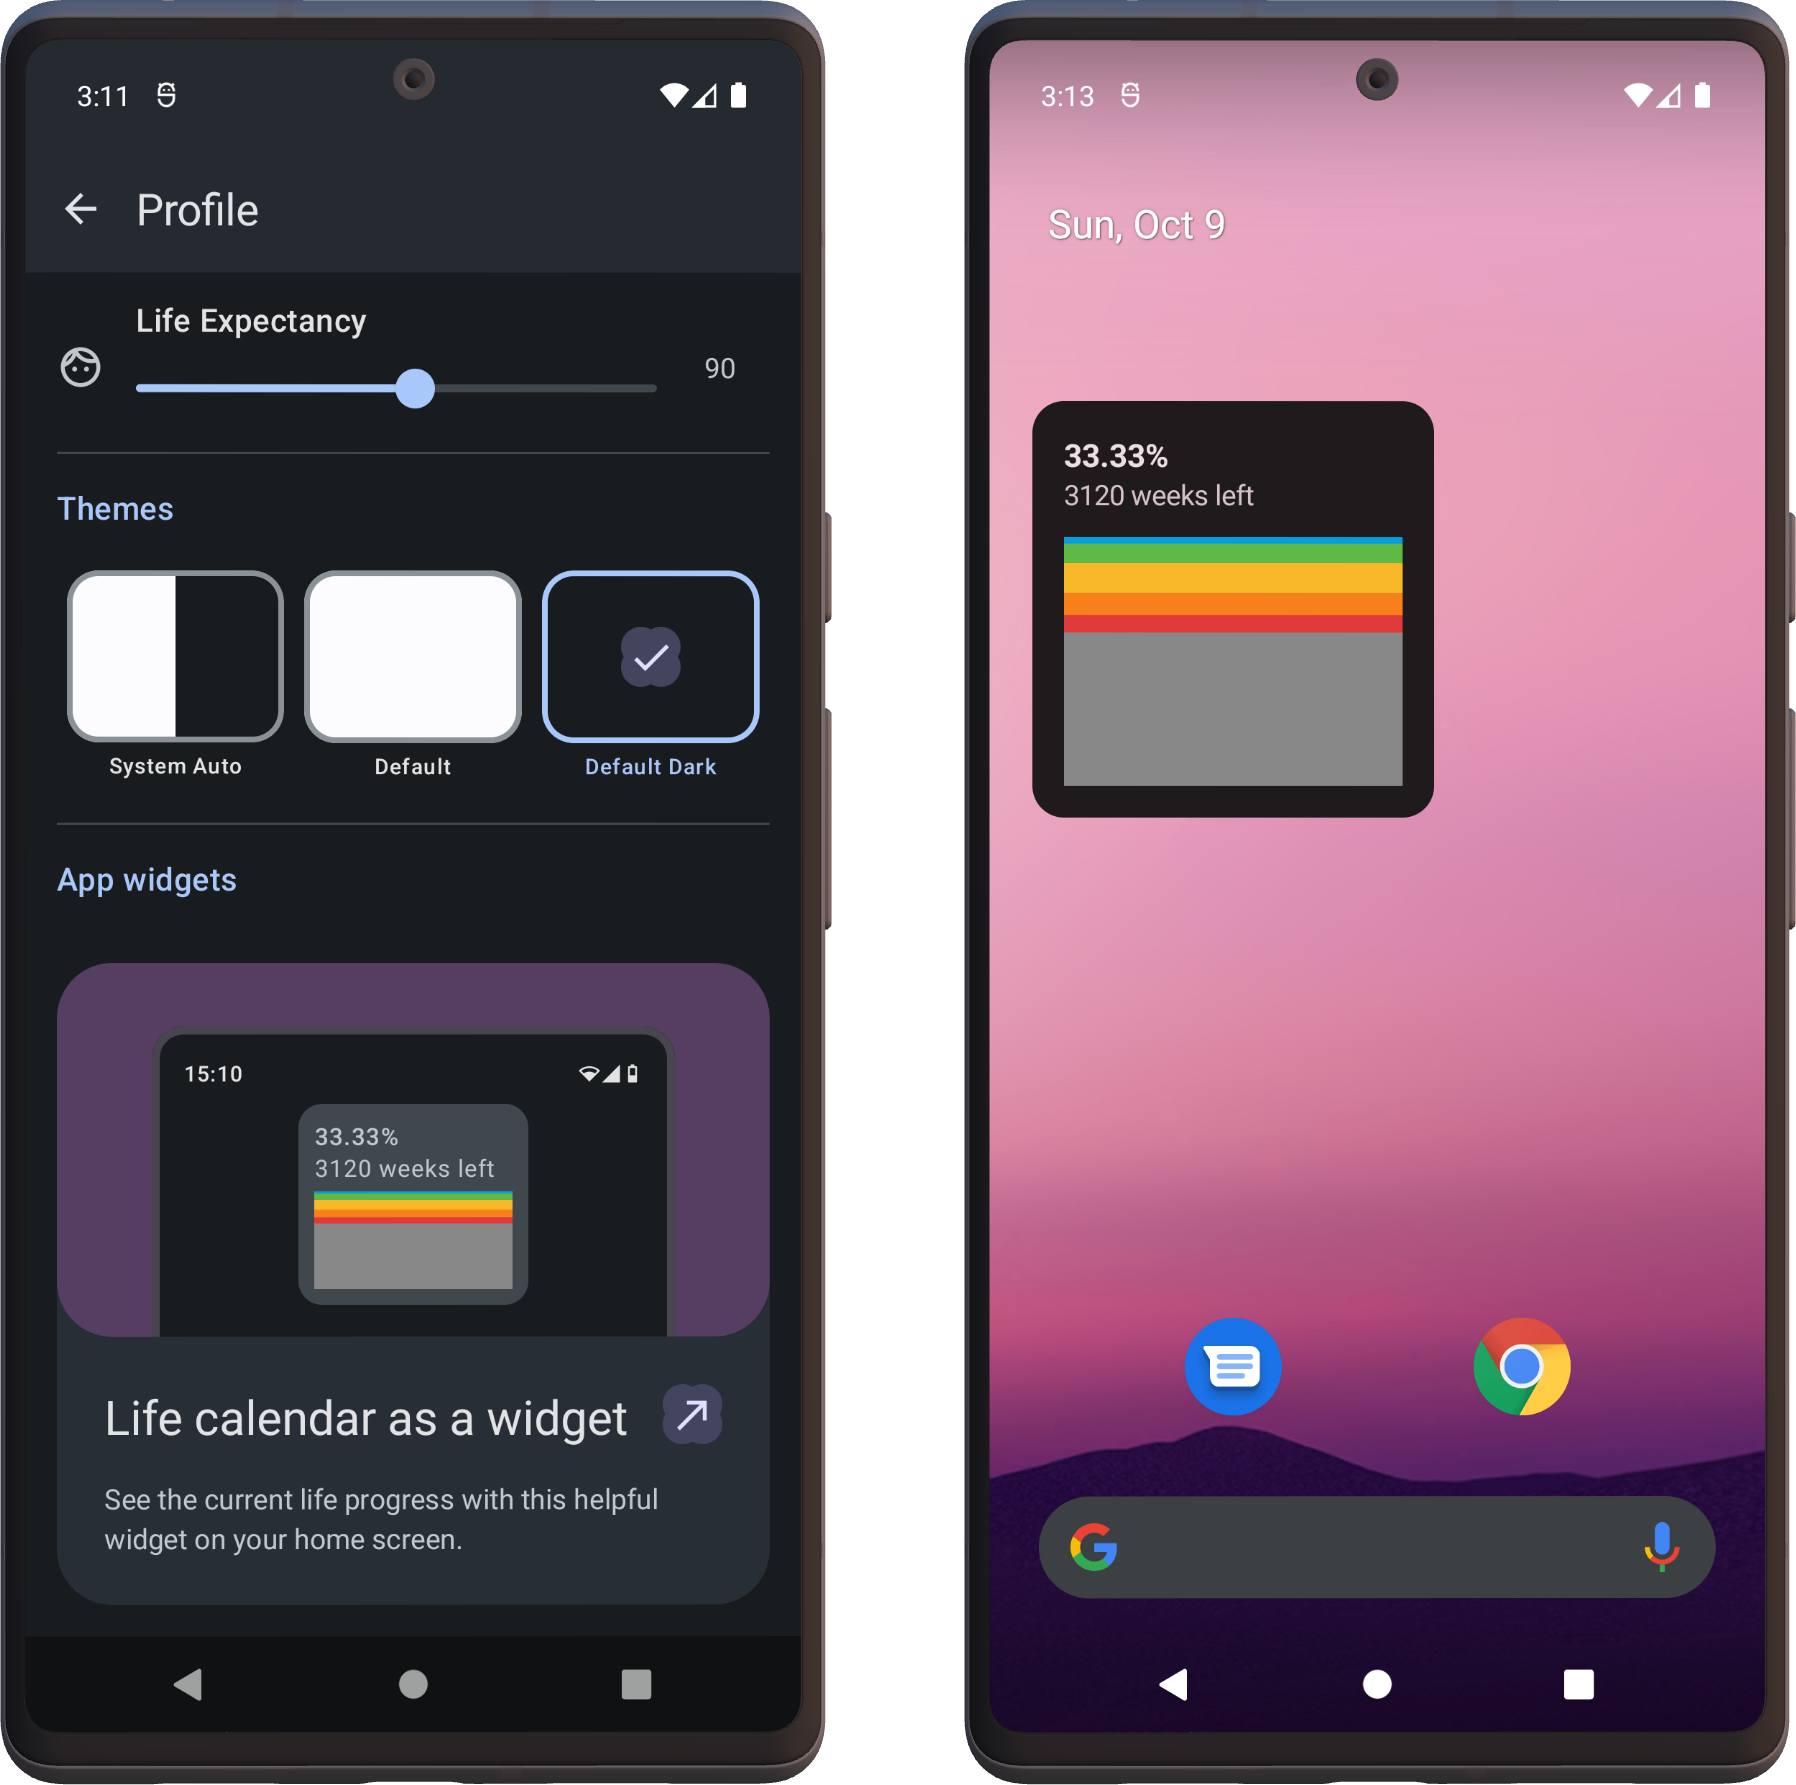 3:11
Profile
Life Expectancy
90
Themes
System Auto
Default
Default Dark
App widgets
15:10
33.33%
3120 weeks left
Life calendar as a widget
See the current life progress with this helpful
widget on your home screen.
3:13
Sun, Oct 9
33.33%
3120 weeks left